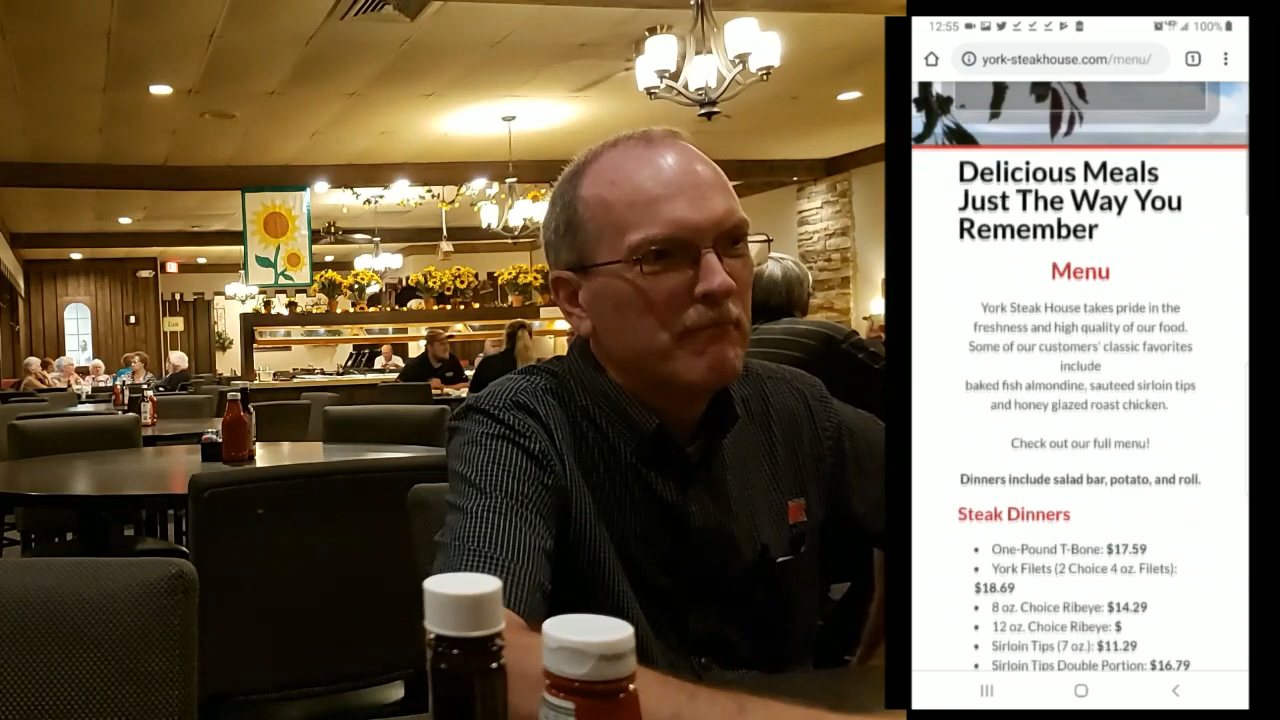 12:55
100%
york-steakhouse.com/menu/
1
Delicious Meals
Just The Way You
Remember
Menu
York Steak House takes pride in the
freshness and high quality of our food.
Some of our customers' classic favorites
include
baked fish almondine, sauteed sirloin tips
and honey glazed roast chicken.
Check out our full menu!
Dinners include salad bar, potato, and roll.
Steak Dinners
• One-Pound T-Bone: $17.59
• York Filets (2 Choice 4 oz. Filets):
$18.69
• 8 oz. Choice Ribeye: $14.29
• 12 oz. Choice Ribeye: $
• Sirloin Tips (7 oz.): $11.29
• Sirloin Tips Double Portion: $16.79